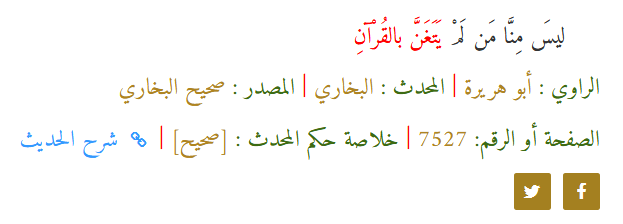 ليسَ مِنَّا مَن لَمْ يَتَغَنَّ بالقُرْآنِ
الراوي : أبو هريرة | المحدث : البخاري | المصدر : صحيح البخاري
الصفحة أو الرقم: 7527 | خلاصة حكم المحدث : [صحيح] | شرح الحديث